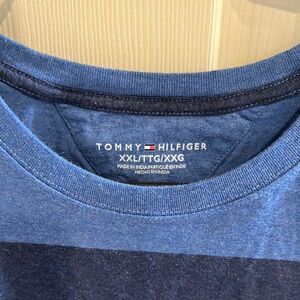 TOMMY HILFIGER
XXL/TTG/XXG
MADE IN INDIA/FABRIQUÉ EN INDE
HECHO EN INDIA